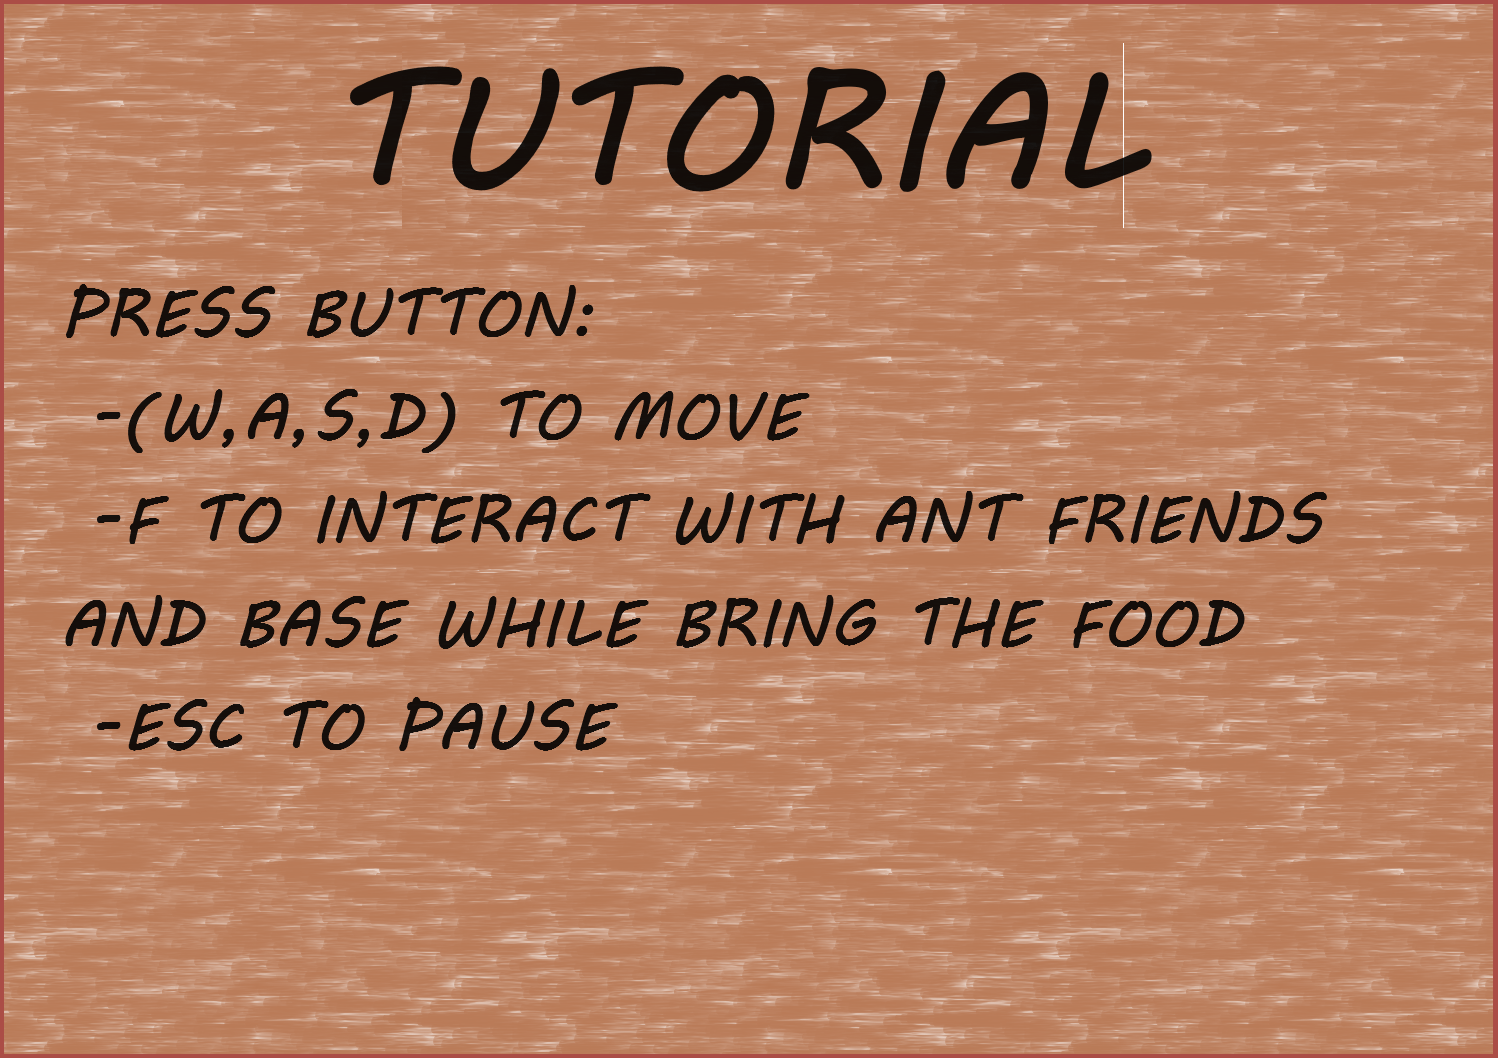 TUTORIAL
PRESS BUTTON:
-(W,A,S,D) TO MOVE
-F TO INTERACT WITH ANT FRIENDS
AND BASE WHILE BRING THE FOOD
-ESC TO PAUSE